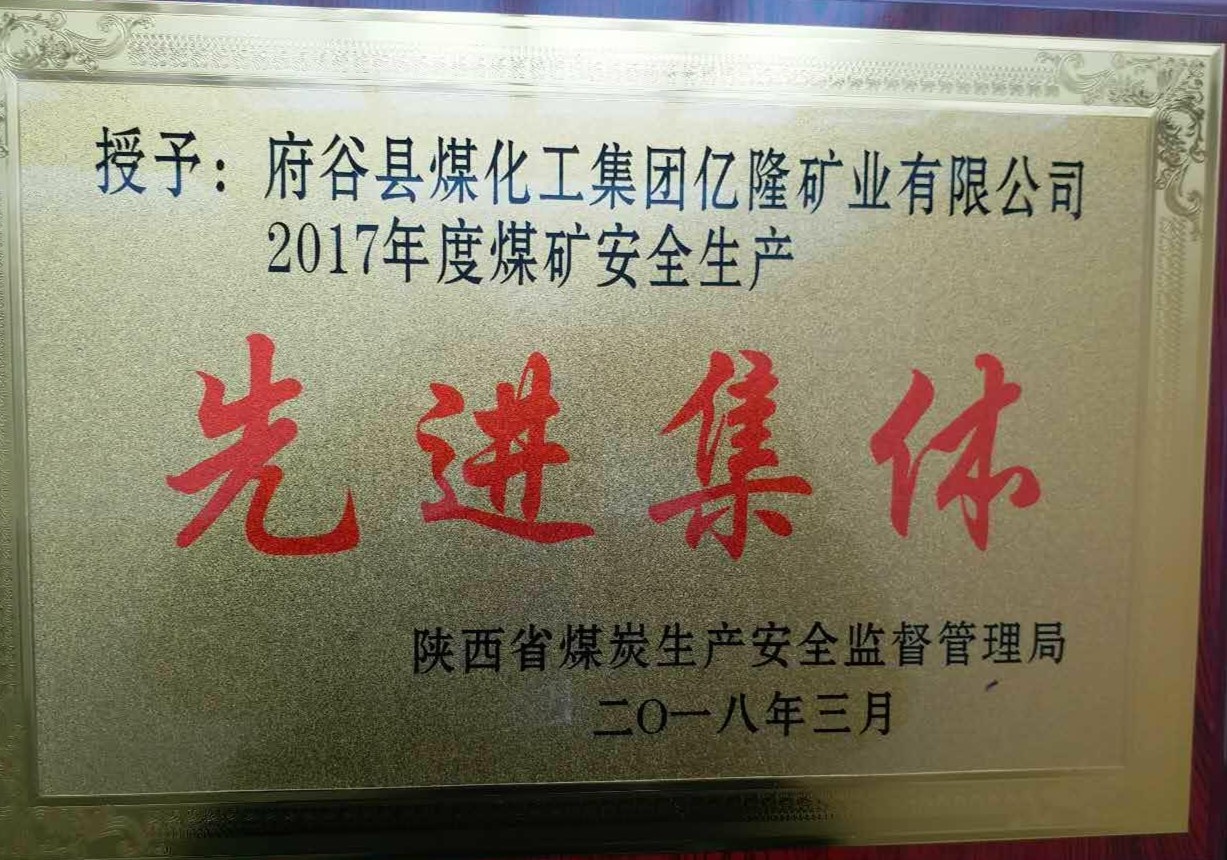 授予：府谷县煤化工集团亿隆矿业有限公司
2017年度煤矿安全生产
先进集体
陕西省煤炭生产安全监督管理局
二〇一八年三月